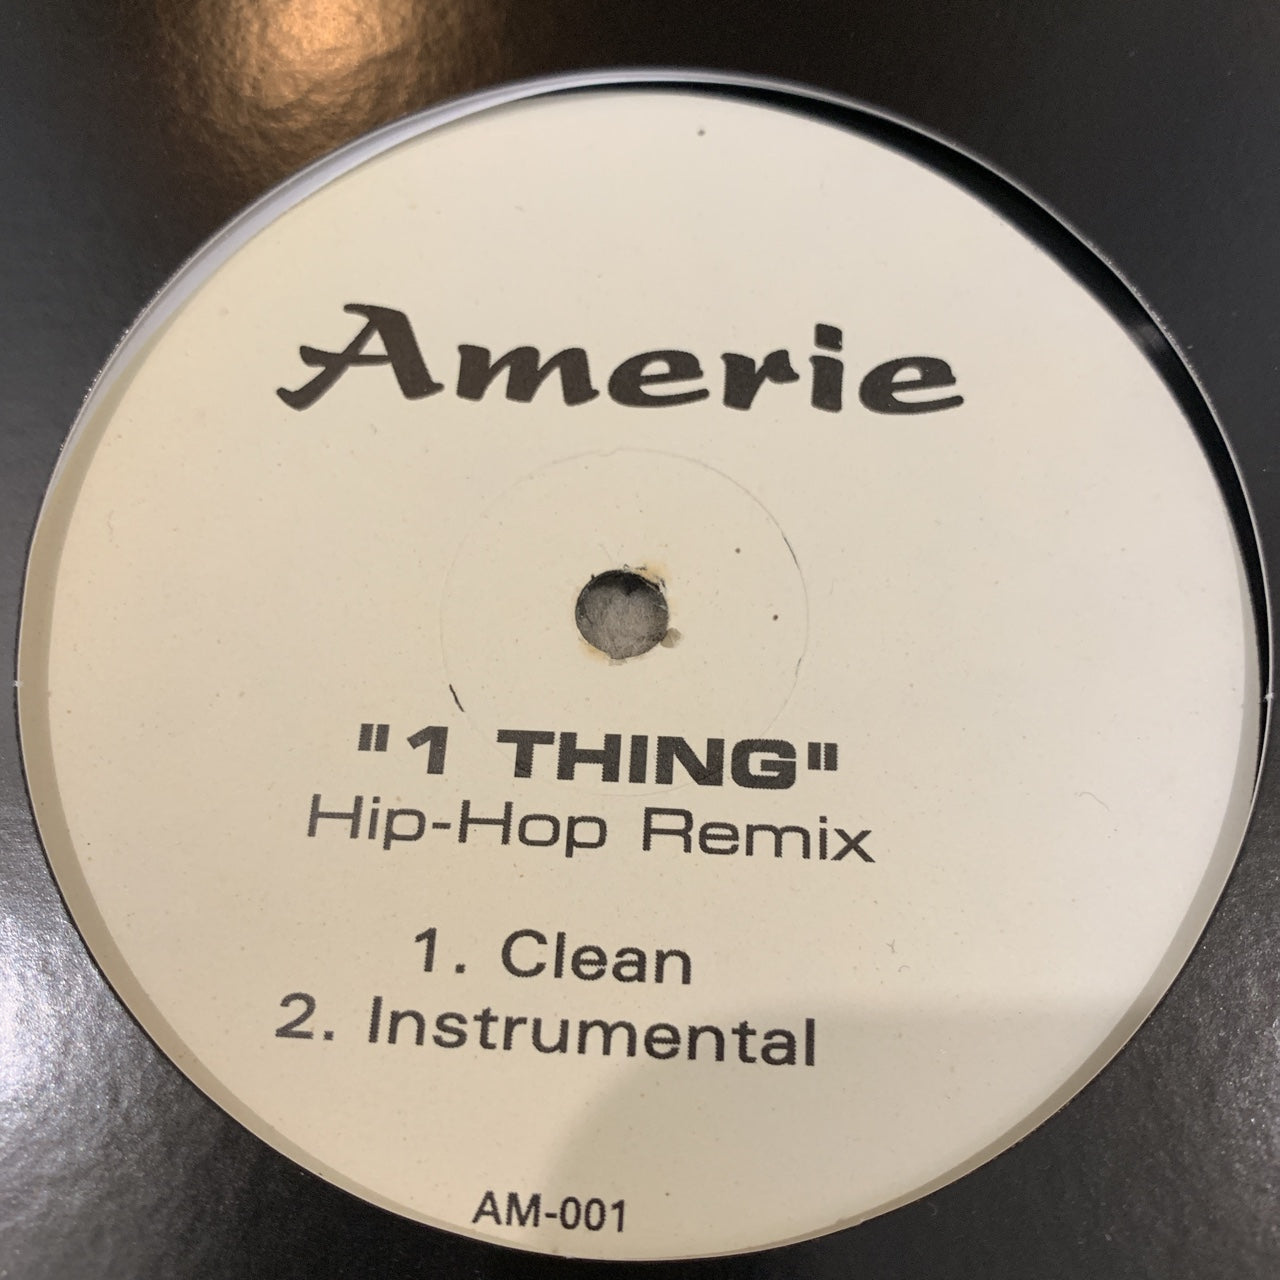 Amerie
"1 THING"
Hip-Hop Remix
1. Clean
2. Instrumental
AM-001